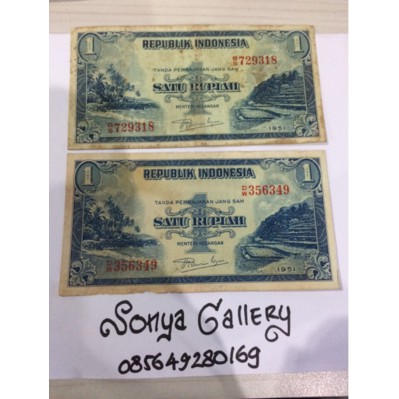 1 REPUBLIK INDONESIA 1
729318
TANDA PEMBAJARAN JANG SAH
SATU RUPIAH
729318
MENTERI KEUANGAN
1951
1 REPUBLIK INDONESIA 1
D/W 356349
TANDA PEMBAJARAN JANG SAH
1
SATU RUPIAH
MENTERI KEUANGAN
D/W 356349
1951
Sonya Gallery
085649280169